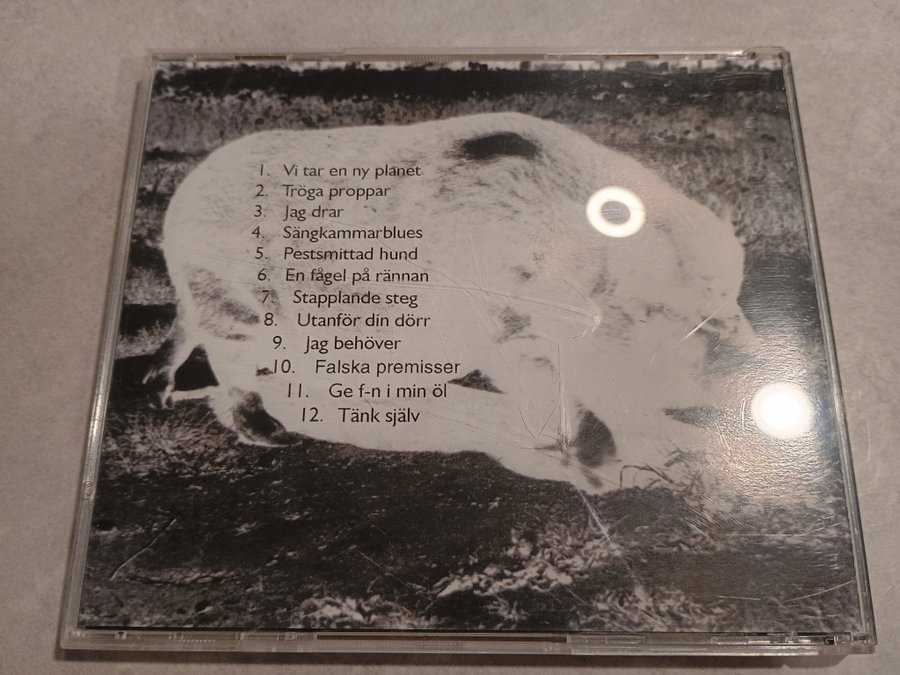 1. Vi tar en ny planet
2. Tröga proppar
3. Jag drar
4. Sängkammarblues
5. Pestsmittad hund
6. En fågel på rännan
7. Stapplande steg
8. Utanför din dörr
9. Jag behöver
10. Falska premisser
11. Ge f-n i min öl
12. Tänk själv